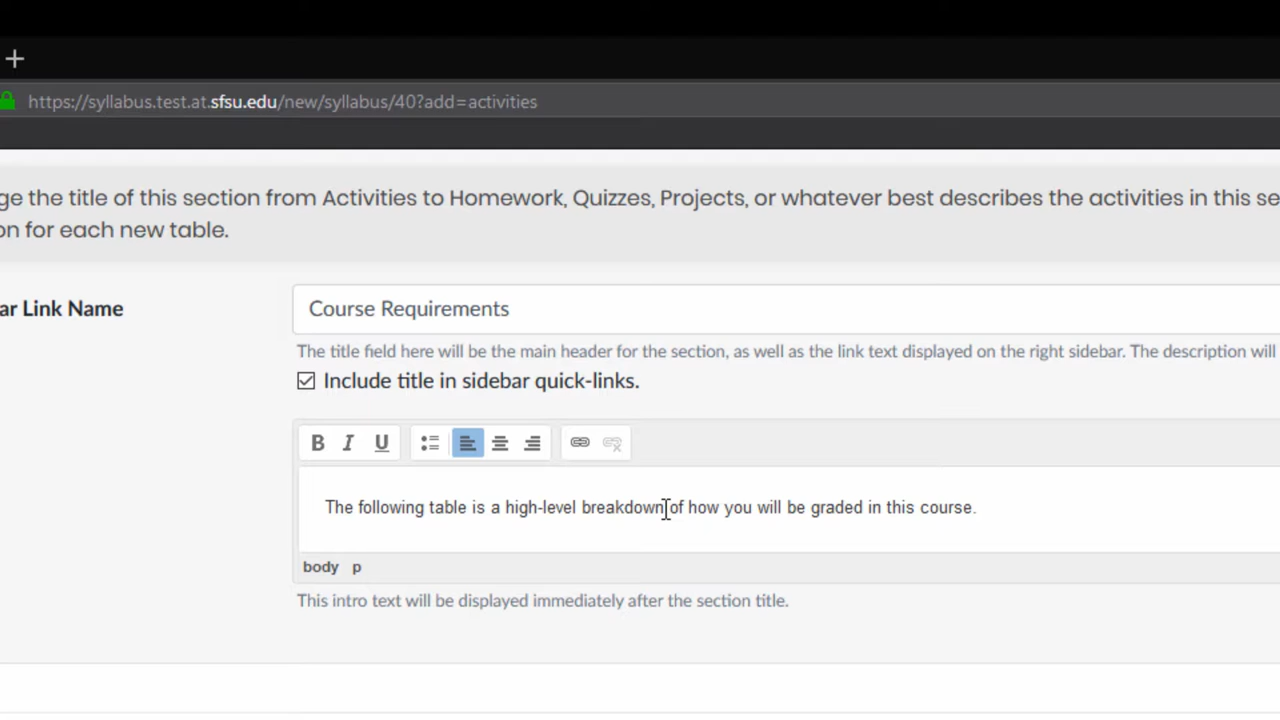 https://syllabus.test.at.sfsu.edu/new/syllabus/40?add=activities
the title of this section from Activities to Homework, Quizzes, Projects, or whatever best describes the activities in this
for each new table.
Link Name
Course Requirements
The title field here will be the main header for the section, as well as the link text displayed on the right sidebar. The description will
Include title in sidebar quick-links.
B I U
The following table is a high-level breakdown of how you will be graded in this course.
body p
This intro text will be displayed immediately after the section title.